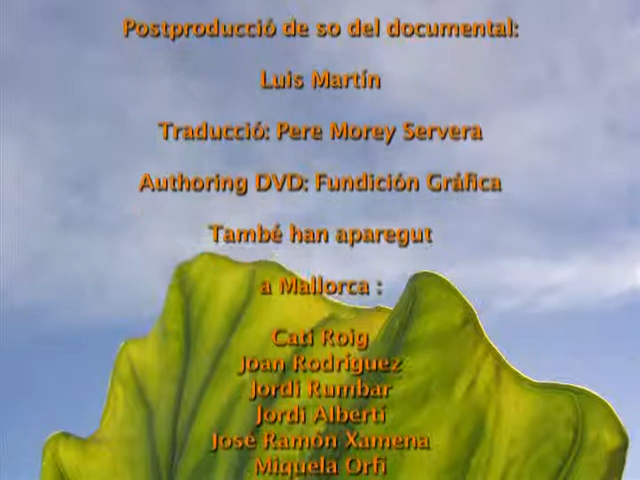 Postproducció de so del documental:
Luis Martín
Traducció: Pere Morey Servera
Authoring DVD: Fundición Gráfica
També han aparegut
a Mallorca :
Cati Roig
Joan Rodríguez
Jordi Rumbar
Jordi Albertí
José Ramón Xamena
Miquela Orfi